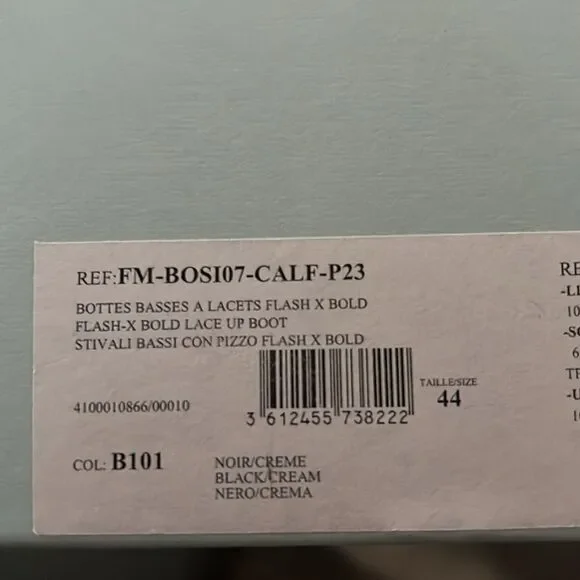 REF:FM-BOSI07-CALF-P23
BOTTES BASSES A LACETS FLASH X BOLD
FLASH-X BOLD LACE UP BOOT
STIVALI BASSI CON PIZZO FLASH X BOLD
4100010866/00010
3 612455 738222
TAILLE/SIZE
44
COL: B101
NOIR/CREME
BLACK/CREAM
NERO/CREMA